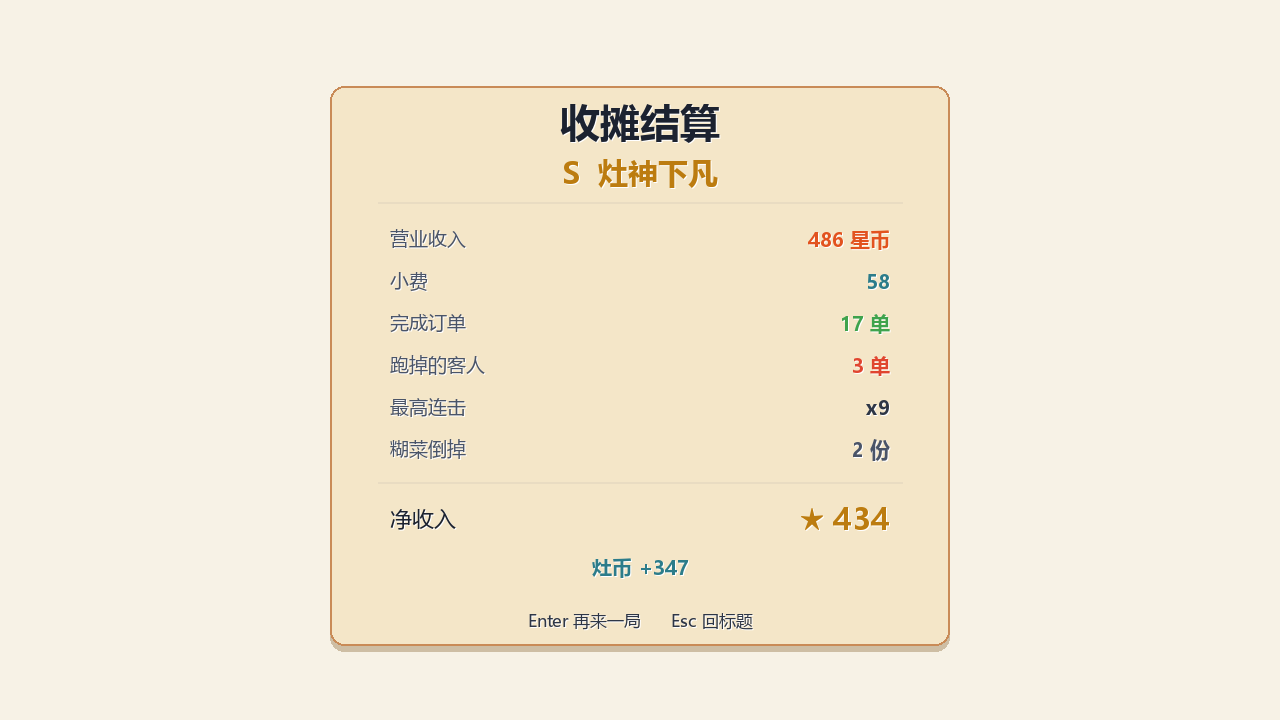 收摊结算
S 灶神下凡
营业收入 486 星币
小费 58
完成订单 17 单
跑掉的客人 3 单
最高连击 x9
糊菜倒掉 2 份
净收入 ★ 434
灶币 +347
Enter 再来一局 Esc 回标题